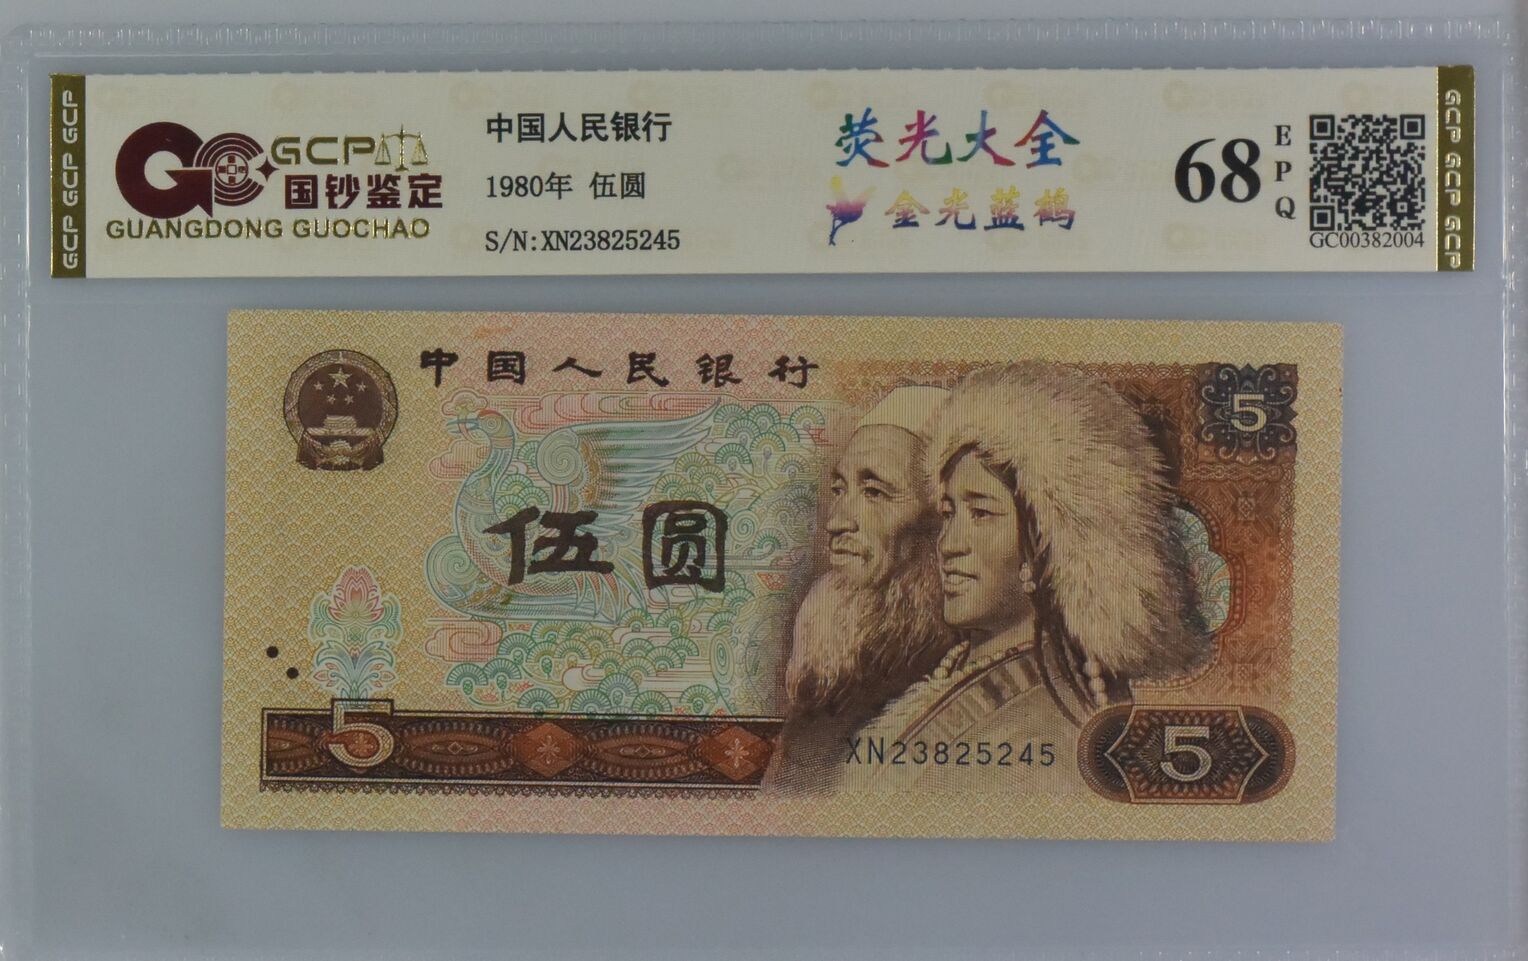 GCP GCP GCP
GCP
国钞鉴定
GUANGDONG GUOCHAO
中国人民银行
1980年 伍圆
S/N:XN23825245
荧光大全
金光蓝鹤
68
EPQ
GC00382004
GCP GCP GCP
中国人民银行
5
伍圆
5
XN23825245
5